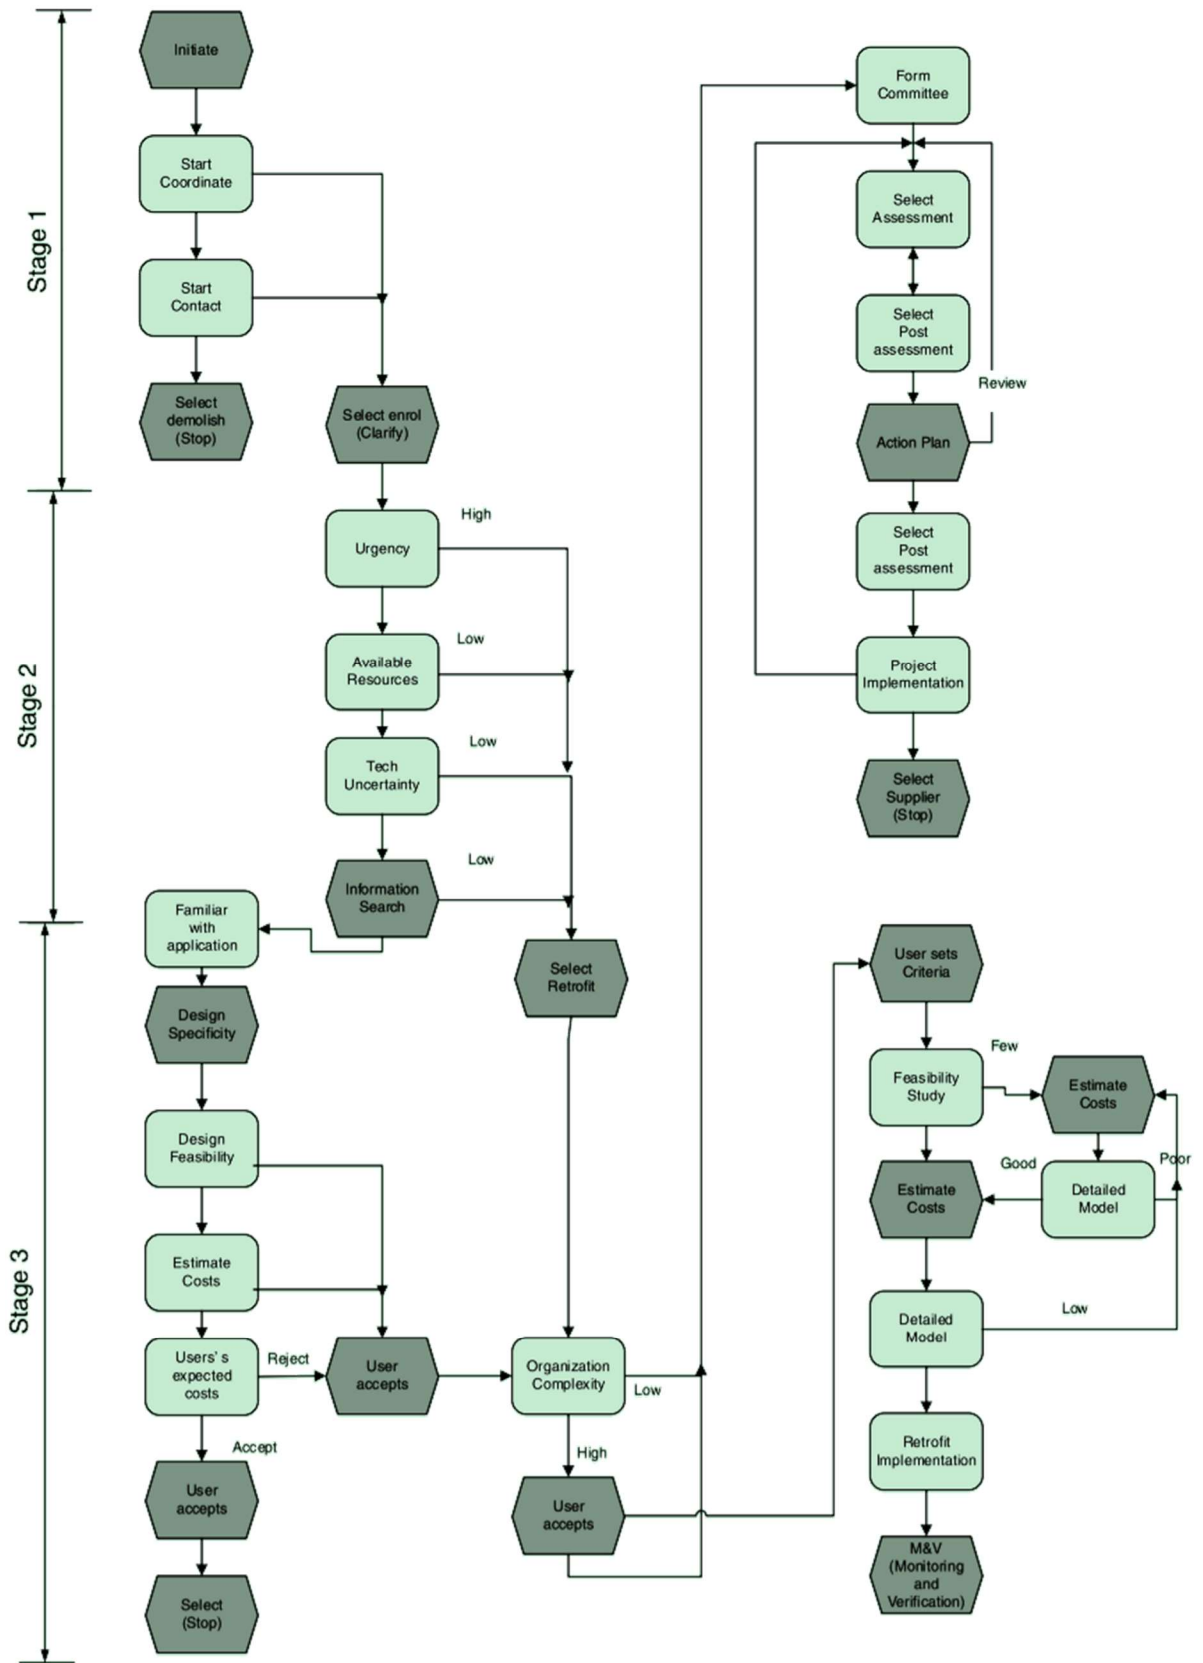 Stage 1
Initiate
Start
Coordinate
Start
Contact
Select
demolish
(Stop)
Select enrol
(Clarify)
Stage 2
Urgency
High
Available
Resources
Low
Tech
Uncertainty
Low
Information
Search
Low
Select
Retrofit
Stage 3
Familiar
with
application
Design
Specificity
Design
Feasibility
Estimate
Costs
Users's
expected
costs
Reject
Accept
User
accepts
Select
(Stop)
User
accepts
Organization
Complexity
Low
High
User
accepts
Form
Committee
Select
Assessment
Select
Post
assessment
Review
Action Plan
Select
Post
assessment
Project
Implementation
Select
Supplier
(Stop)
User sets
Criteria
Feasibility
Study
Few
Estimate
Costs
Poor
Good
Detailed
Model
Estimate
Costs
Detailed
Model
Low
Retrofit
Implementation
M&V
(Monitoring
and
Verification)